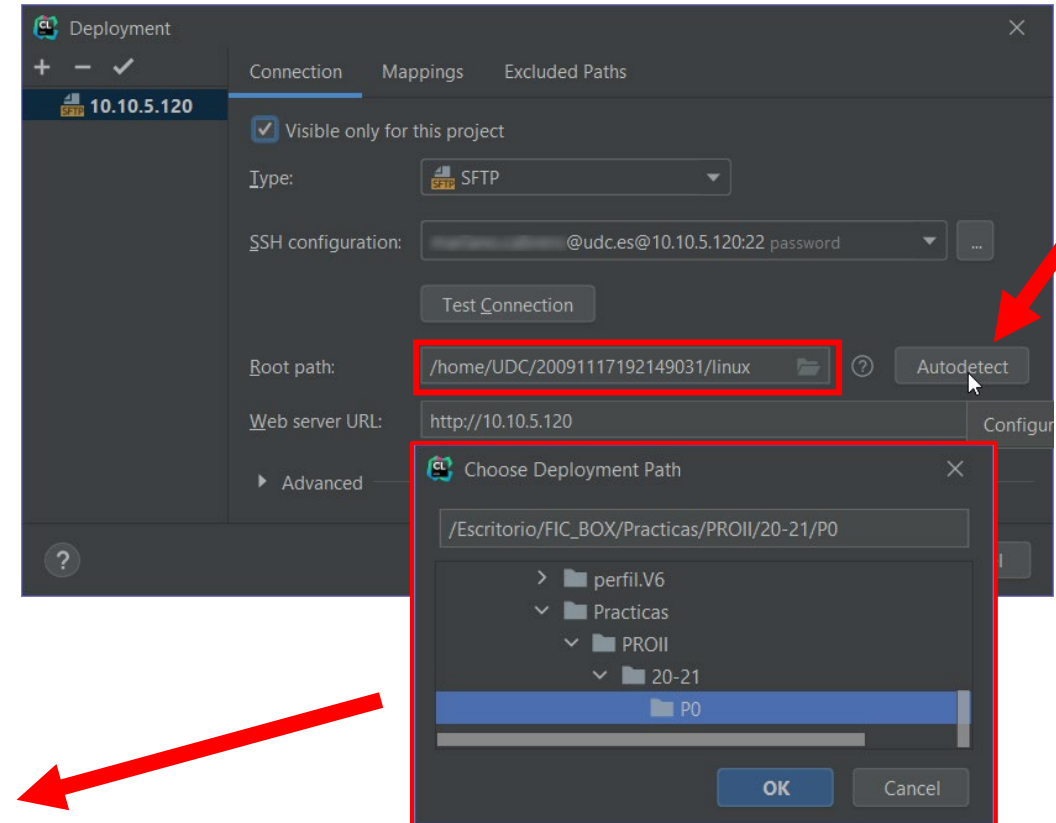 Deployment
Connection Mappings Excluded Paths
SFTP 10.10.5.120
Visible only for this project
Type: SFTP SFTP
SSH configuration: @udc.es@10.10.5.120:22 password ...
Test Connection
Root path: /home/UDC/20091117192149031/linux ? Autodetect
Web server URL: http://10.10.5.120
Configur
Advanced
?
CL Choose Deployment Path
/Escritorio/FIC_BOX/Practicas/PROII/20-21/P0
perfil.V6
Practicas
PROII
20-21
P0
OK Cancel